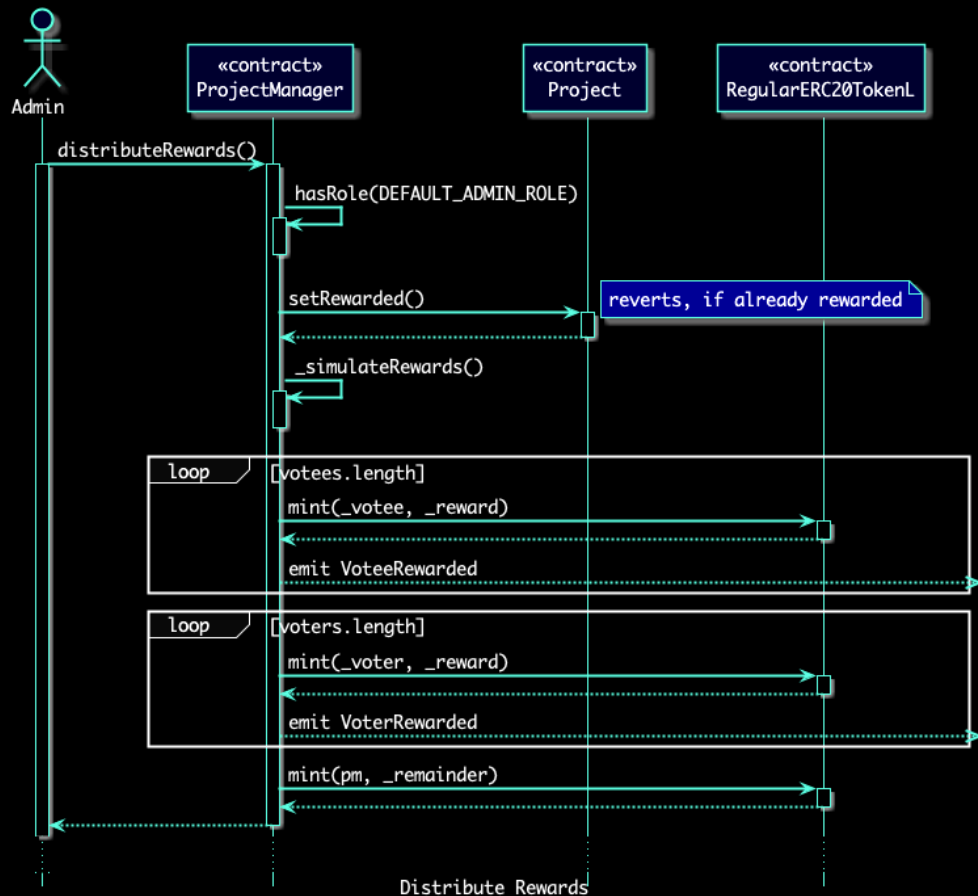 «contract»
ProjectManager
«contract»
Project
«contract»
RegularERC20TokenL
Admin
distributeRewards()
hasRole(DEFAULT_ADMIN_ROLE)
setRewarded()
reverts, if already rewarded
_simulateRewards()
loop [votees.length]
mint(_votee, _reward)
emit VoteeRewarded
loop [voters.length]
mint(_voter, _reward)
emit VoterRewarded
mint(pm, _remainder)
Distribute Rewards